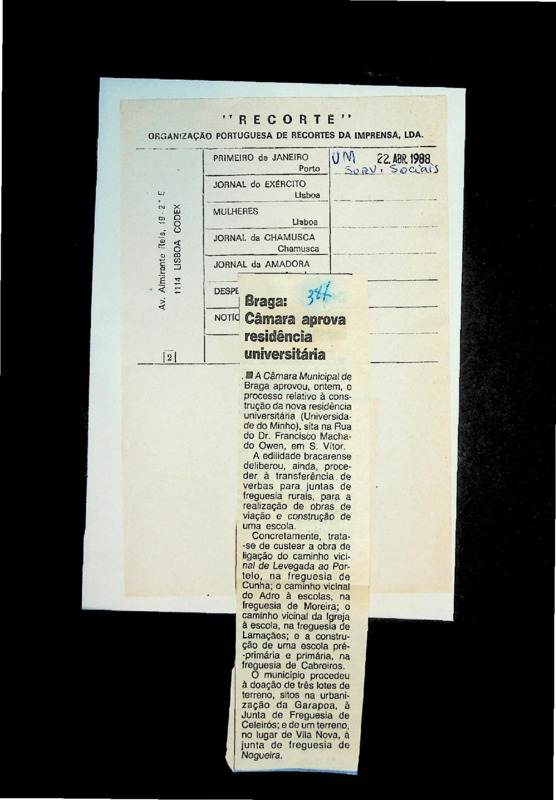 "RECORTE"
ORGANIZAÇÃO PORTUGUESA DE RECORTES DA IMPRENSA, LDA.
Av. Almirante Reis, 19 - 2.° E
1114 LISBOA CODEX
2
PRIMEIRO de JANEIRO
Porto
JORNAL do EXÉRCITO
Lisboa
MULHERES
Lisboa
JORNAL da CHAMUSCA
Chamusca
JORNAL da AMADORA
DESPE
NOTÍC
UM 22. ABR. 1988
Serv. Sociais
387
Braga:
Câmara aprova
residência
universitária
A Câmara Municipal de
Braga aprovou, ontem, o
processo relativo à cons-
trução da nova residência
universitária (Universida-
de do Minho), sita na Rua
do Dr. Francisco Macha-
do Owen, em S. Vítor.
A edilidade bracarense
deliberou, ainda, proce-
der à transferência de
verbas para juntas de
freguesia rurais, para a
realização de obras de
viação e construção de
uma escola.
Concretamente, trata-
-se de custear a obra de
ligação do caminho vici-
nal de Levegada ao Por-
telo, na freguesia de
Cunha; o caminho vicinal
do Adro à escolas, na
freguesia de Moreira; o
caminho vicinal da Igreja
à escola, na freguesia de
Lamaçães; e a constru-
ção de uma escola pré-
-primária e primária, na
freguesia de Cabreiros.
O município procedeu
à doação de três lotes de
terreno, sitos na urbani-
zação da Garapoa, à
Junta de Freguesia de
Celeirós; e de um terreno,
no lugar de Vila Nova, à
junta de freguesia de
Nogueira.